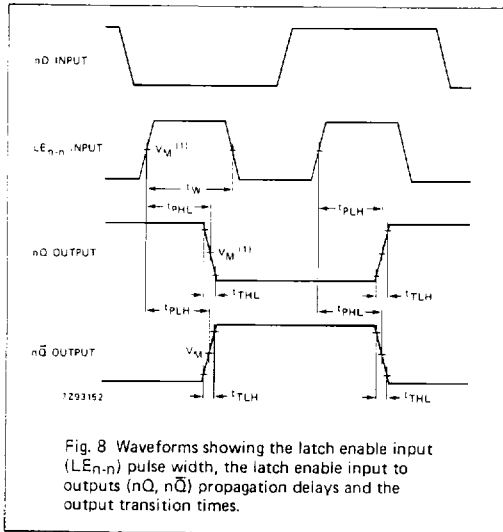 nD INPUT
LEn-n INPUT
VM (1)
tW
tPHL
tPLH
nQ OUTPUT
VM (1)
tTHL
tTLH
tPLH
tPHL
nQ̄ OUTPUT
VM
7Z93152
tTLH
tTHL
Fig. 8 Waveforms showing the latch enable input
(LEn-n) pulse width, the latch enable input to
outputs (nQ, nQ̄) propagation delays and the
output transition times.